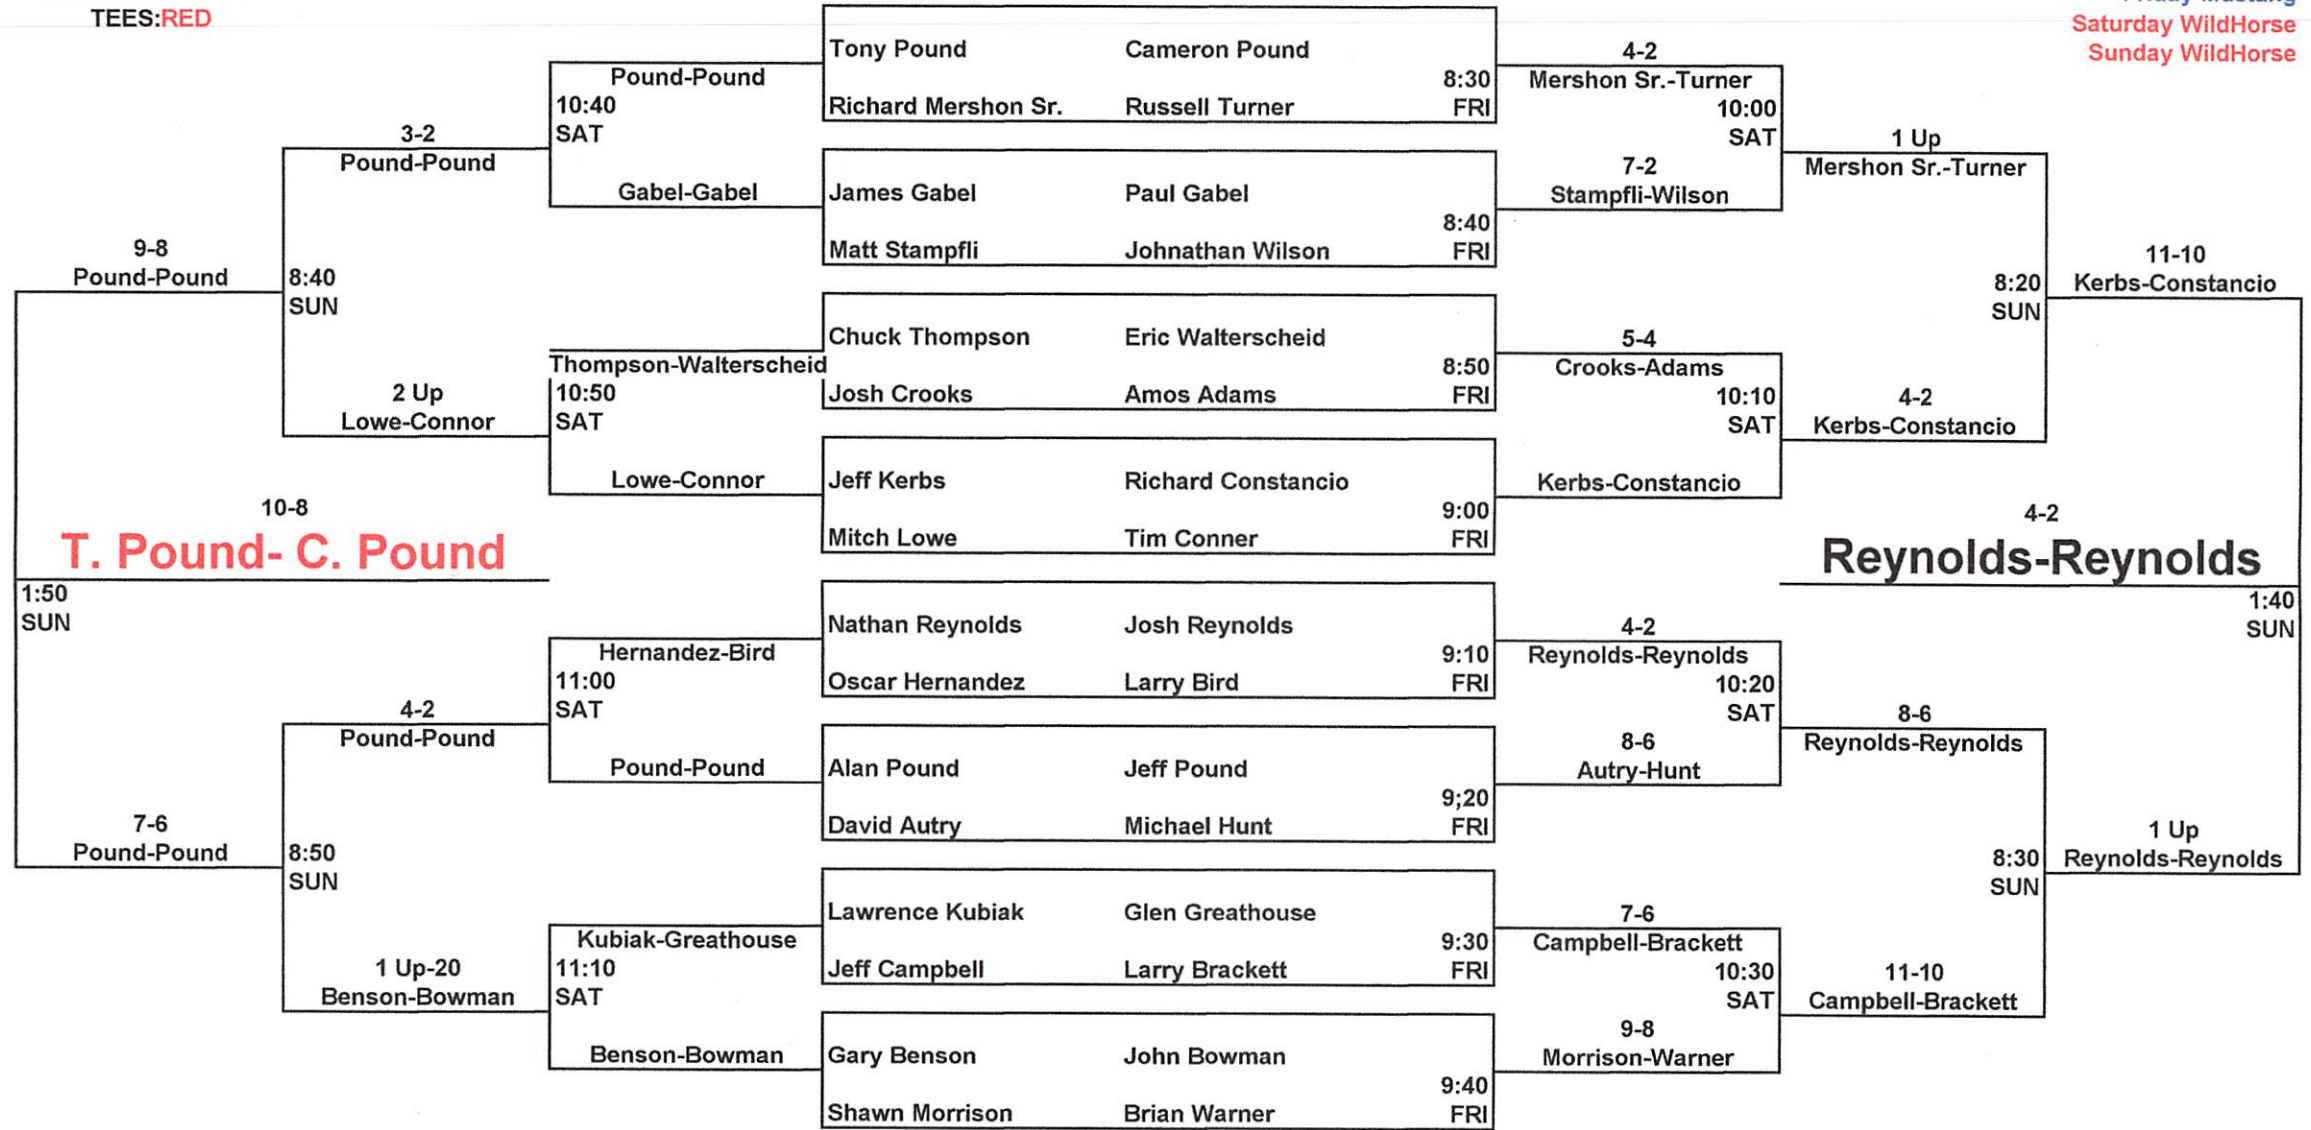 TEES:RED
Saturday WildHorse
Sunday WildHorse
Tony Pound Cameron Pound
8:30
Richard Mershon Sr. Russell Turner FRI
James Gabel Paul Gabel
8:40
Matt Stampfli Johnathan Wilson FRI
Chuck Thompson Eric Walterscheid
8:50
Josh Crooks Amos Adams FRI
Jeff Kerbs Richard Constancio
9:00
Mitch Lowe Tim Conner FRI
Nathan Reynolds Josh Reynolds
9:10
Oscar Hernandez Larry Bird FRI
Alan Pound Jeff Pound
9;20
David Autry Michael Hunt FRI
Lawrence Kubiak Glen Greathouse
9:30
Jeff Campbell Larry Brackett FRI
Gary Benson John Bowman
9:40
Shawn Morrison Brian Warner FRI
Pound-Pound
10:40
SAT
Gabel-Gabel
Thompson-Walterscheid
10:50
SAT
Lowe-Connor
Hernandez-Bird
11:00
SAT
Pound-Pound
Kubiak-Greathouse
11:10
SAT
Benson-Bowman
3-2
Pound-Pound
8:40
SUN
2 Up
Lowe-Connor
4-2
Pound-Pound
8:50
SUN
1 Up-20
Benson-Bowman
9-8
Pound-Pound
10-8
T. Pound- C. Pound
1:50
SUN
7-6
Pound-Pound
4-2
Mershon Sr.-Turner
10:00
SAT
7-2
Stampfli-Wilson
5-4
Crooks-Adams
10:10
SAT
Kerbs-Constancio
4-2
Reynolds-Reynolds
10:20
SAT
8-6
Autry-Hunt
7-6
Campbell-Brackett
10:30
SAT
9-8
Morrison-Warner
1 Up
Mershon Sr.-Turner
8:20
SUN
4-2
Kerbs-Constancio
8-6
Reynolds-Reynolds
8:30
SUN
11-10
Campbell-Brackett
11-10
Kerbs-Constancio
4-2
Reynolds-Reynolds
1:40
SUN
1 Up
Reynolds-Reynolds